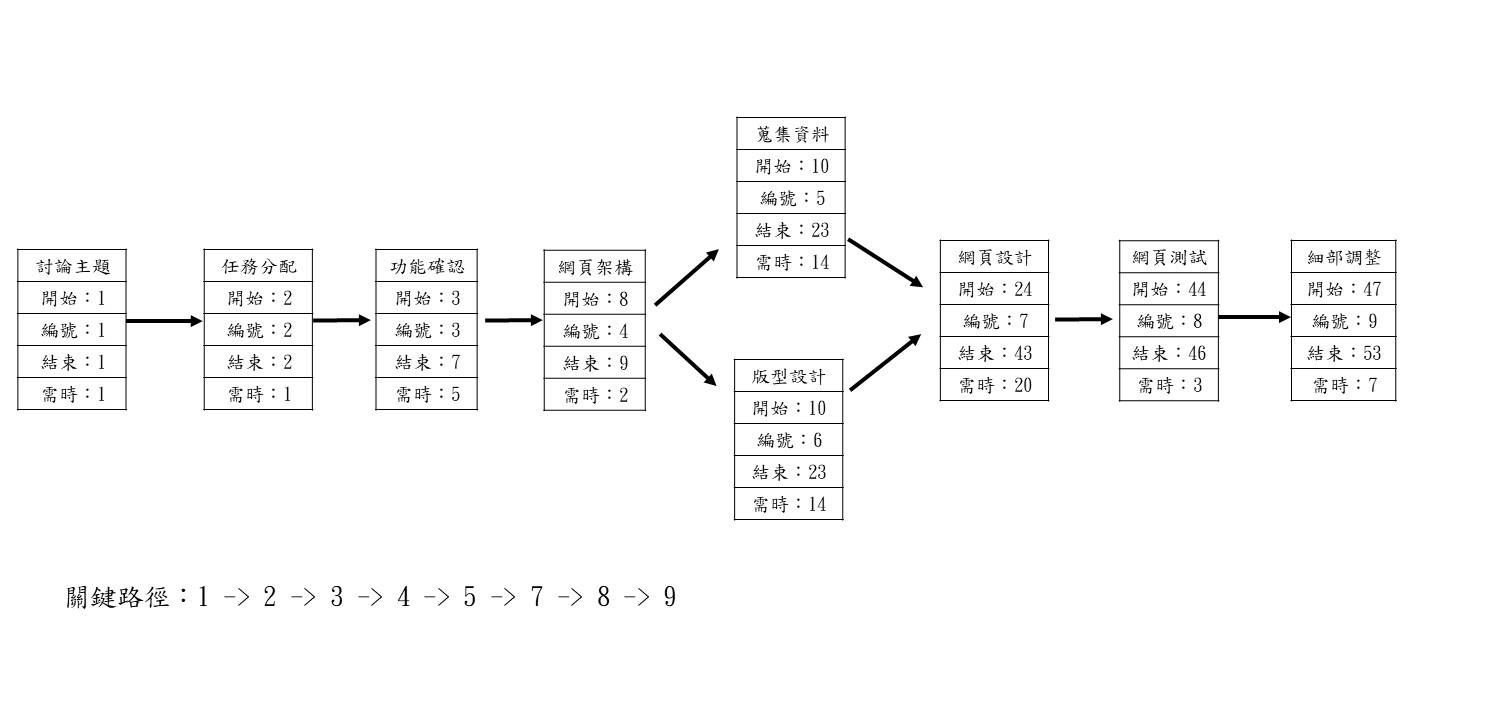 討論主題
開始：1
編號：1
結束：1
需時：1
任務分配
開始：2
編號：2
結束：2
需時：1
功能確認
開始：3
編號：3
結束：7
需時：5
網頁架構
開始：8
編號：4
結束：9
需時：2
蒐集資料
開始：10
編號：5
結束：23
需時：14
版型設計
開始：10
編號：6
結束：23
需時：14
網頁設計
開始：24
編號：7
結束：43
需時：20
網頁測試
開始：44
編號：8
結束：46
需時：3
細部調整
開始：47
編號：9
結束：53
需時：7
關鍵路徑：1 -> 2 -> 3 -> 4 -> 5 -> 7 -> 8 -> 9